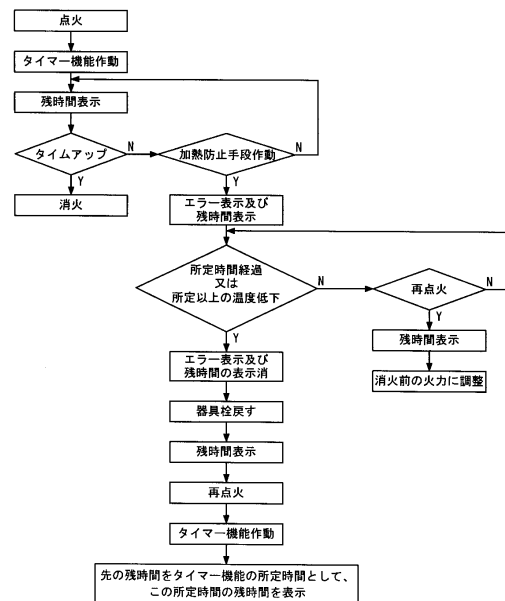 点火
タイマー機能作動
残時間表示
タイムアップ
N
加熱防止手段作動
N
Y
Y
消火
エラー表示及び
残時間表示
所定時間経過
又は
所定以上の温度低下
N
再点火
N
Y
Y
残時間表示
エラー表示及び
残時間の表示消
消火前の火力に調整
器具栓戻す
残時間表示
再点火
タイマー機能作動
先の残時間をタイマー機能の所定時間として、
この所定時間の残時間を表示